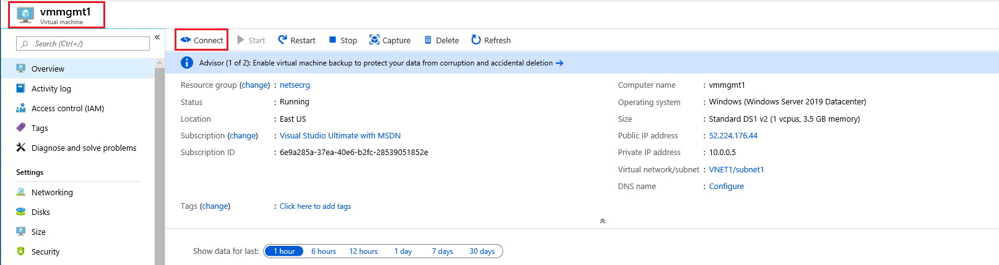 vmmgmt1
Virtual machine
Search (Ctrl+/)
«
Overview
Activity log
Access control (IAM)
Tags
Diagnose and solve problems
Settings
Networking
Disks
Size
Security
Connect Start Restart Stop Capture Delete Refresh
Advisor (1 of 2): Enable virtual machine backup to protect your data from corruption and accidental deletion →
Resource group (change) : netsecrg
Status : Running
Location : East US
Subscription (change) : Visual Studio Ultimate with MSDN
Subscription ID : 6e9a285a-37ea-40e6-b2fc-28539051852e
Computer name : vmmgmt1
Operating system : Windows (Windows Server 2019 Datacenter)
Size : Standard DS1 v2 (1 vcpus, 3.5 GB memory)
Public IP address : 52.224.176.44
Private IP address : 10.0.0.5
Virtual network/subnet : VNET1/subnet1
DNS name : Configure
Tags (change) : Click here to add tags
Show data for last: 1 hour 6 hours 12 hours 1 day 7 days 30 days